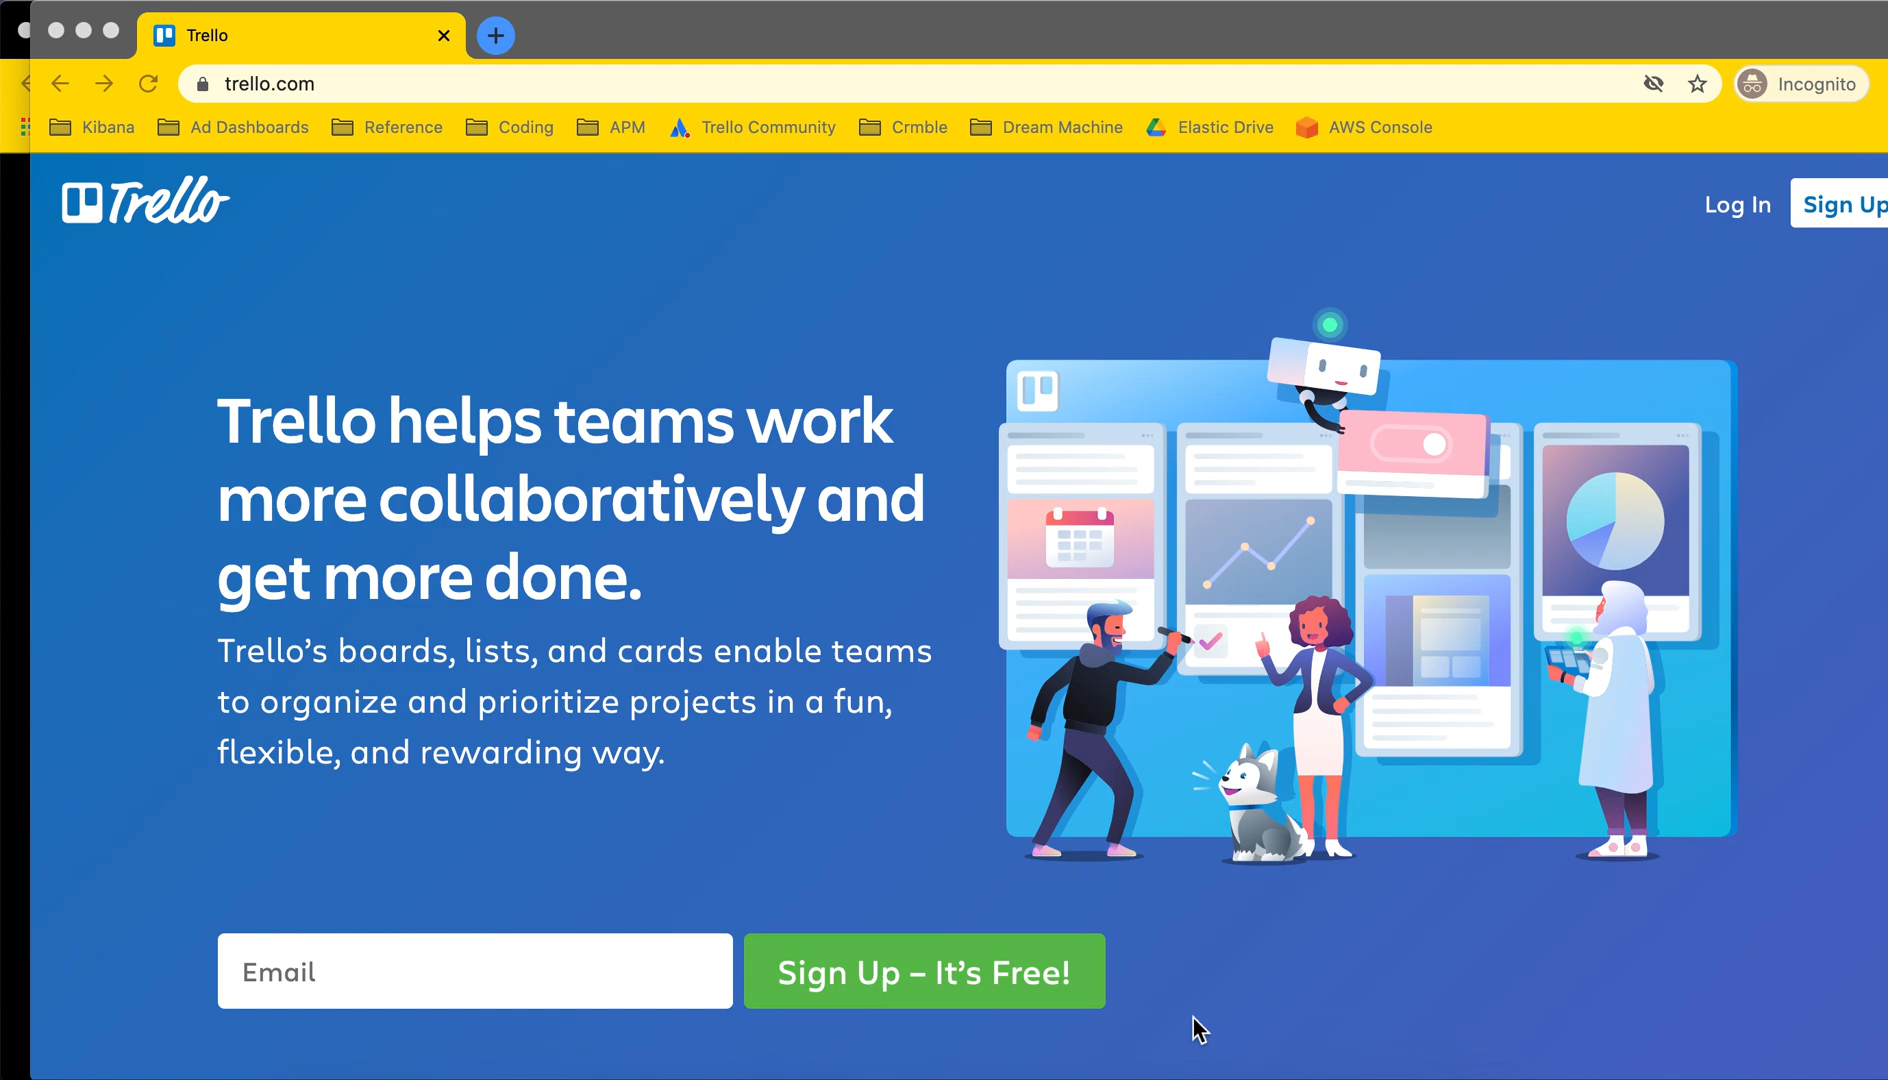 Trello
trello.com
Incognito
Kibana
Ad Dashboards
Reference
Coding
APM
Trello Community
Crmble
Dream Machine
Elastic Drive
AWS Console
Trello
Log In
Sign Up
Trello helps teams work
more collaboratively and
get more done.
Trello’s boards, lists, and cards enable teams
to organize and prioritize projects in a fun,
flexible, and rewarding way.
Email
Sign Up – It’s Free!